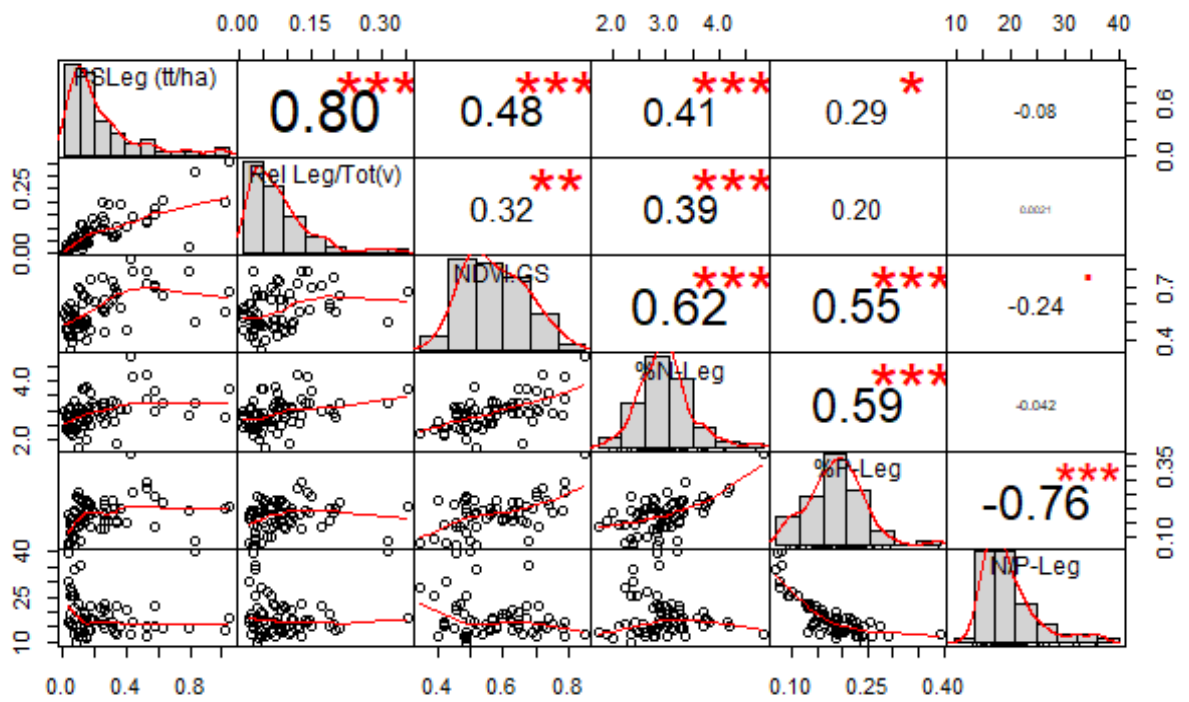 0.00 0.15 0.30 2.0 3.0 4.0 10 20 30 40
PSLeg (tt/ha) 0.80 *** 0.48 *** 0.41 *** 0.29 * -0.08 0.0 0.6
0.00 0.25 Rel Leg/Tot(v) 0.32 ** 0.39 *** 0.20 0.0021
NDVI.GS 0.62 *** 0.55 *** -0.24 . 0.4 0.7
2.0 4.0 %N-Leg 0.59 *** -0.042
%P-Leg -0.76 *** 0.10 0.35
10 25 40 N/P-Leg
0.0 0.4 0.8 0.4 0.6 0.8 0.10 0.25 0.40